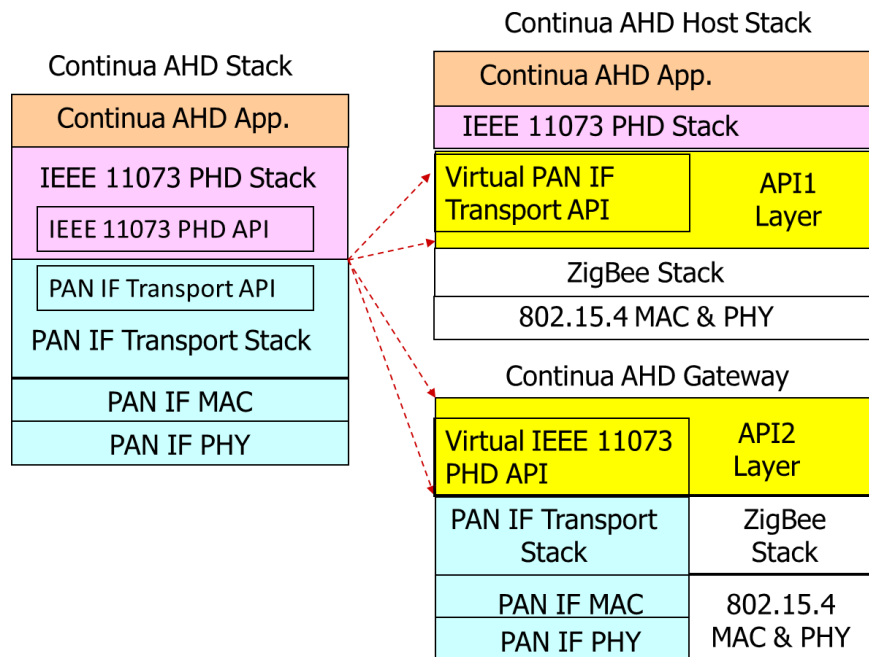 Continua AHD Stack
Continua AHD App.
IEEE 11073 PHD Stack
IEEE 11073 PHD API
PAN IF Transport API
PAN IF Transport Stack
PAN IF MAC
PAN IF PHY
Continua AHD Host Stack
Continua AHD App.
IEEE 11073 PHD Stack
Virtual PAN IF
Transport API
API1
Layer
ZigBee Stack
802.15.4 MAC & PHY
Continua AHD Gateway
Virtual IEEE 11073
PHD API
API2
Layer
PAN IF Transport
Stack
ZigBee
Stack
PAN IF MAC
PAN IF PHY
802.15.4
MAC & PHY